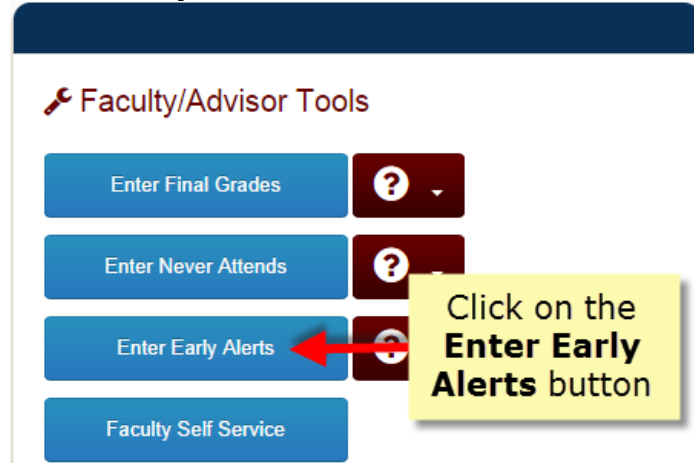 Faculty/Advisor Tools
Enter Final Grades
?
Enter Never Attends
?
Enter Early Alerts
?
Click on the
Enter Early
Alerts button
Faculty Self Service